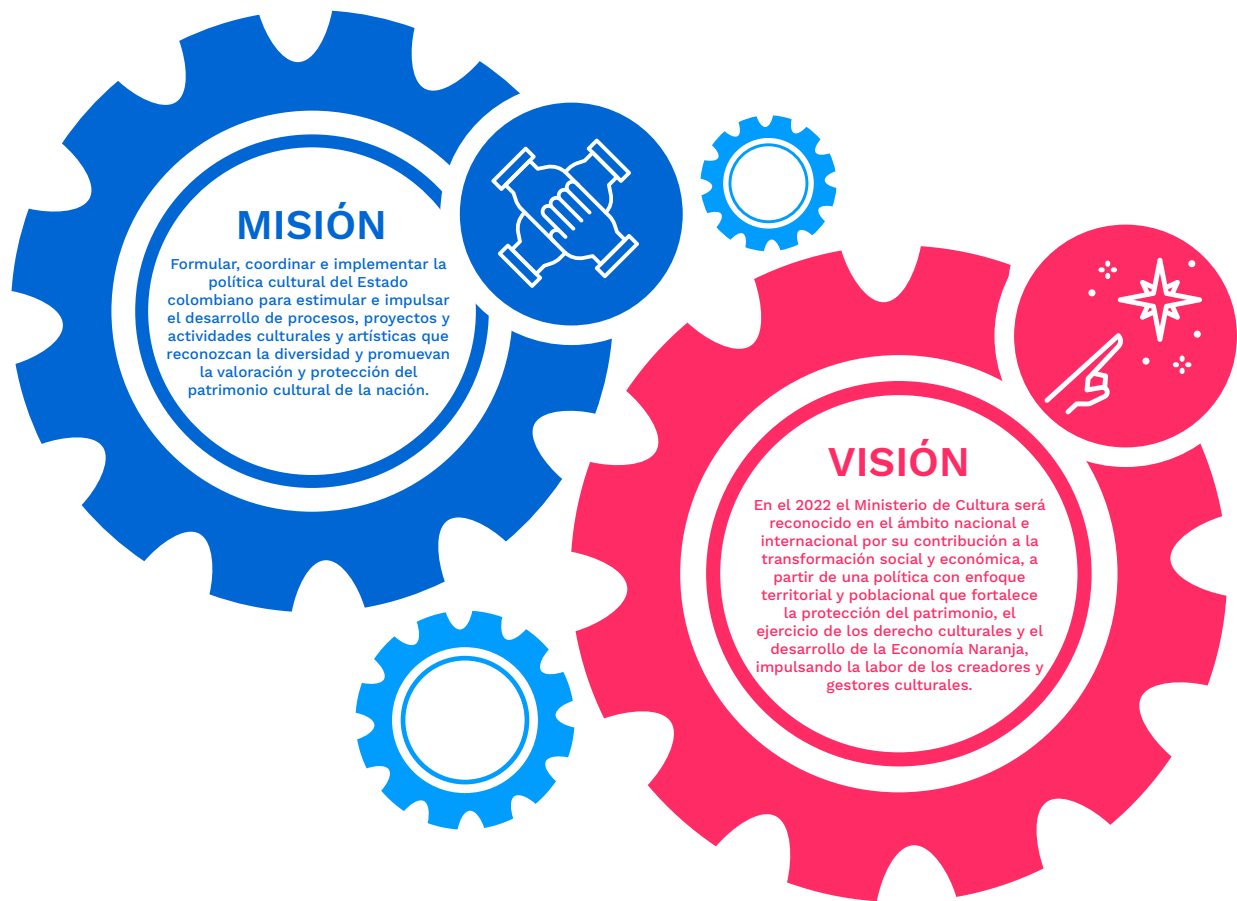 MISIÓN
Formular, coordinar e implementar la
política cultural del Estado
colombiano para estimular e impulsar
el desarrollo de procesos, proyectos y
actividades culturales y artísticas que
reconozcan la diversidad y promuevan
la valoración y protección del
patrimonio cultural de la nación.
VISIÓN
En el 2022 el Ministerio de Cultura será
reconocido en el ámbito nacional e
internacional por su contribución a la
transformación social y económica, a
partir de una política con enfoque
territorial y poblacional que fortalece
la protección del patrimonio, el
ejercicio de los derecho culturales y el
desarrollo de la Economía Naranja,
impulsando la labor de los creadores y
gestores culturales.